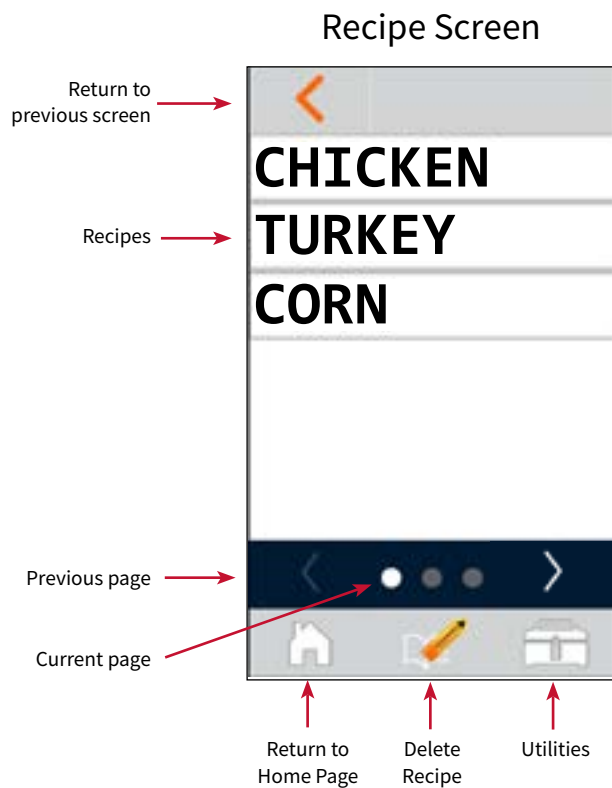 Recipe Screen
Return to
previous screen
CHICKEN
Recipes
TURKEY
CORN
Previous page
Current page
Return to
Home Page
Delete
Recipe
Utilities